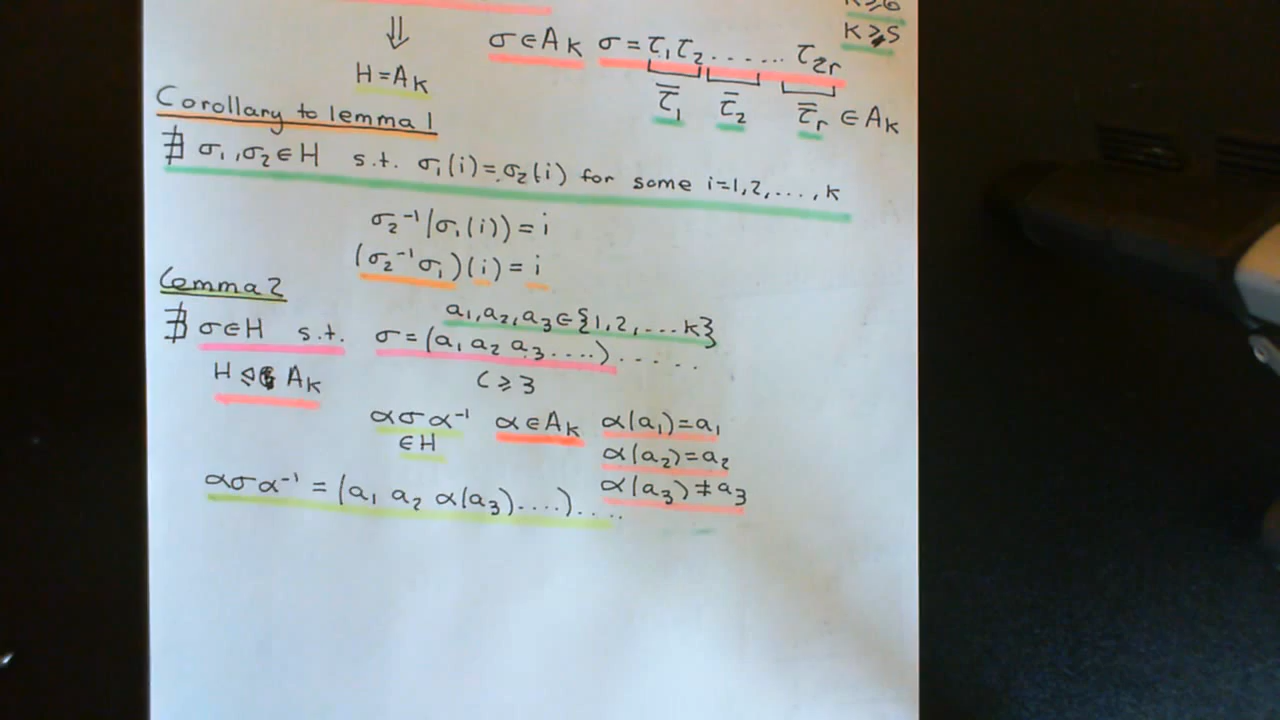 K≥6
⇓
K≥5
σ∈A_K σ=τ₁τ₂...... τ_2r
H=A_K
τ̄₁ τ̄₂ τ̄_r ∈A_K
Corollary to lemma 1
∄ σ₁,σ₂∈H s.t. σ₁(i)=σ₂(i) for some i=1,2,...,k
σ₂⁻¹(σ₁(i))=i
(σ₂⁻¹σ₁)(i)=i
Lemma 2
a₁,a₂,a₃∈{1,2,...k}
∄ σ∈H s.t. σ=(a₁ a₂ a₃....).....
H ⊲ A_K
C≥3
ασα⁻¹ α∈A_K α(a₁)=a₁
∈H
α(a₂)=a₂
α(a₃)≠a₃
ασα⁻¹=(a₁ a₂ α(a₃)....)....